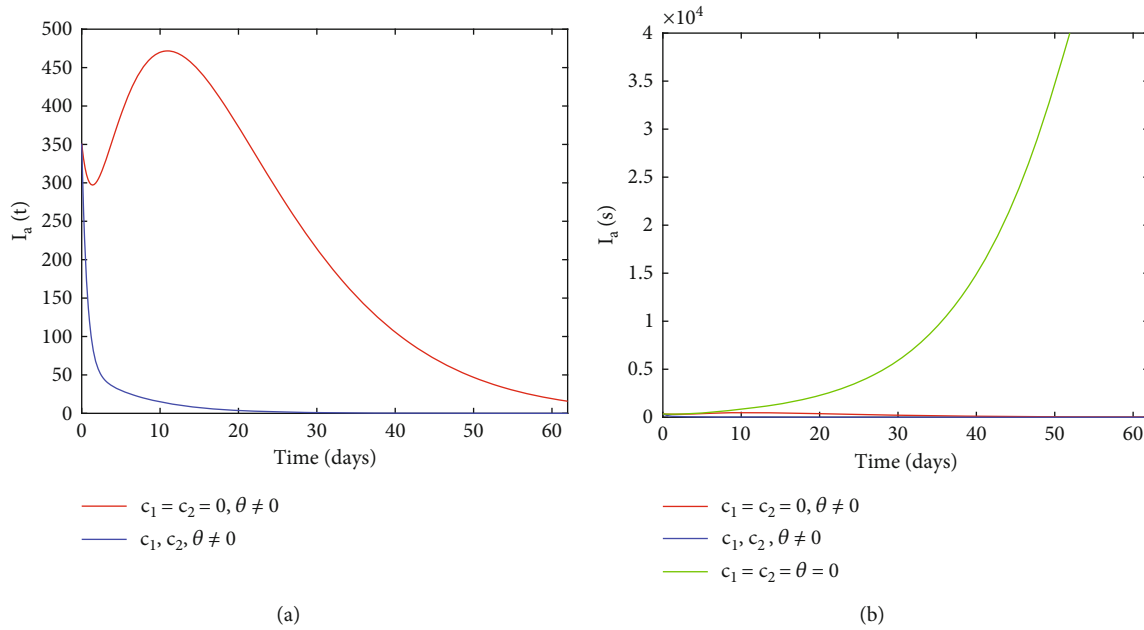 500
450
400
350
300
250
200
150
100
50
0
I_a (t)
0 10 20 30 40 50 60
Time (days)
c_1 = c_2 = 0, θ ≠ 0
c_1, c_2, θ ≠ 0
(a)
×10^4
4
3.5
3
2.5
2
1.5
1
0.5
0
I_a (s)
0 10 20 30 40 50 60
Time (days)
c_1 = c_2 = 0, θ ≠ 0
c_1, c_2 , θ ≠ 0
c_1 = c_2 = θ = 0
(b)